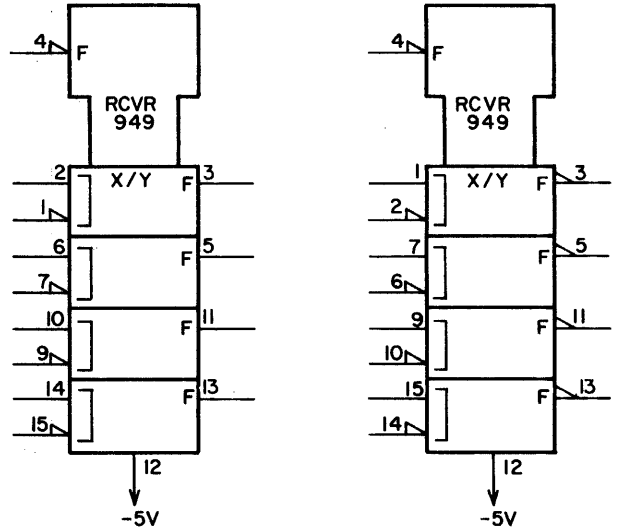 4 F
RCVR
949
2 X/Y F 3
1
6 F 5
7
10 F 11
9
14 F 13
15
12
-5V
4 F
RCVR
949
1 X/Y F 3
2
7 F 5
6
9 F 11
10
15 F 13
14
12
-5V